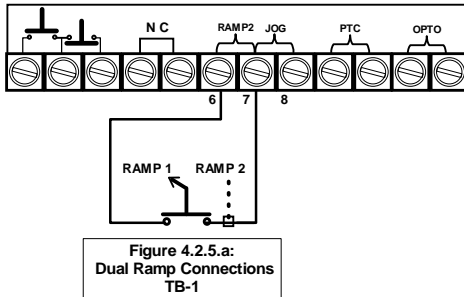 N C RAMP2 JOG PTC OPTO
6 7 8
RAMP 1 RAMP 2
Figure 4.2.5.a:
Dual Ramp Connections
TB-1